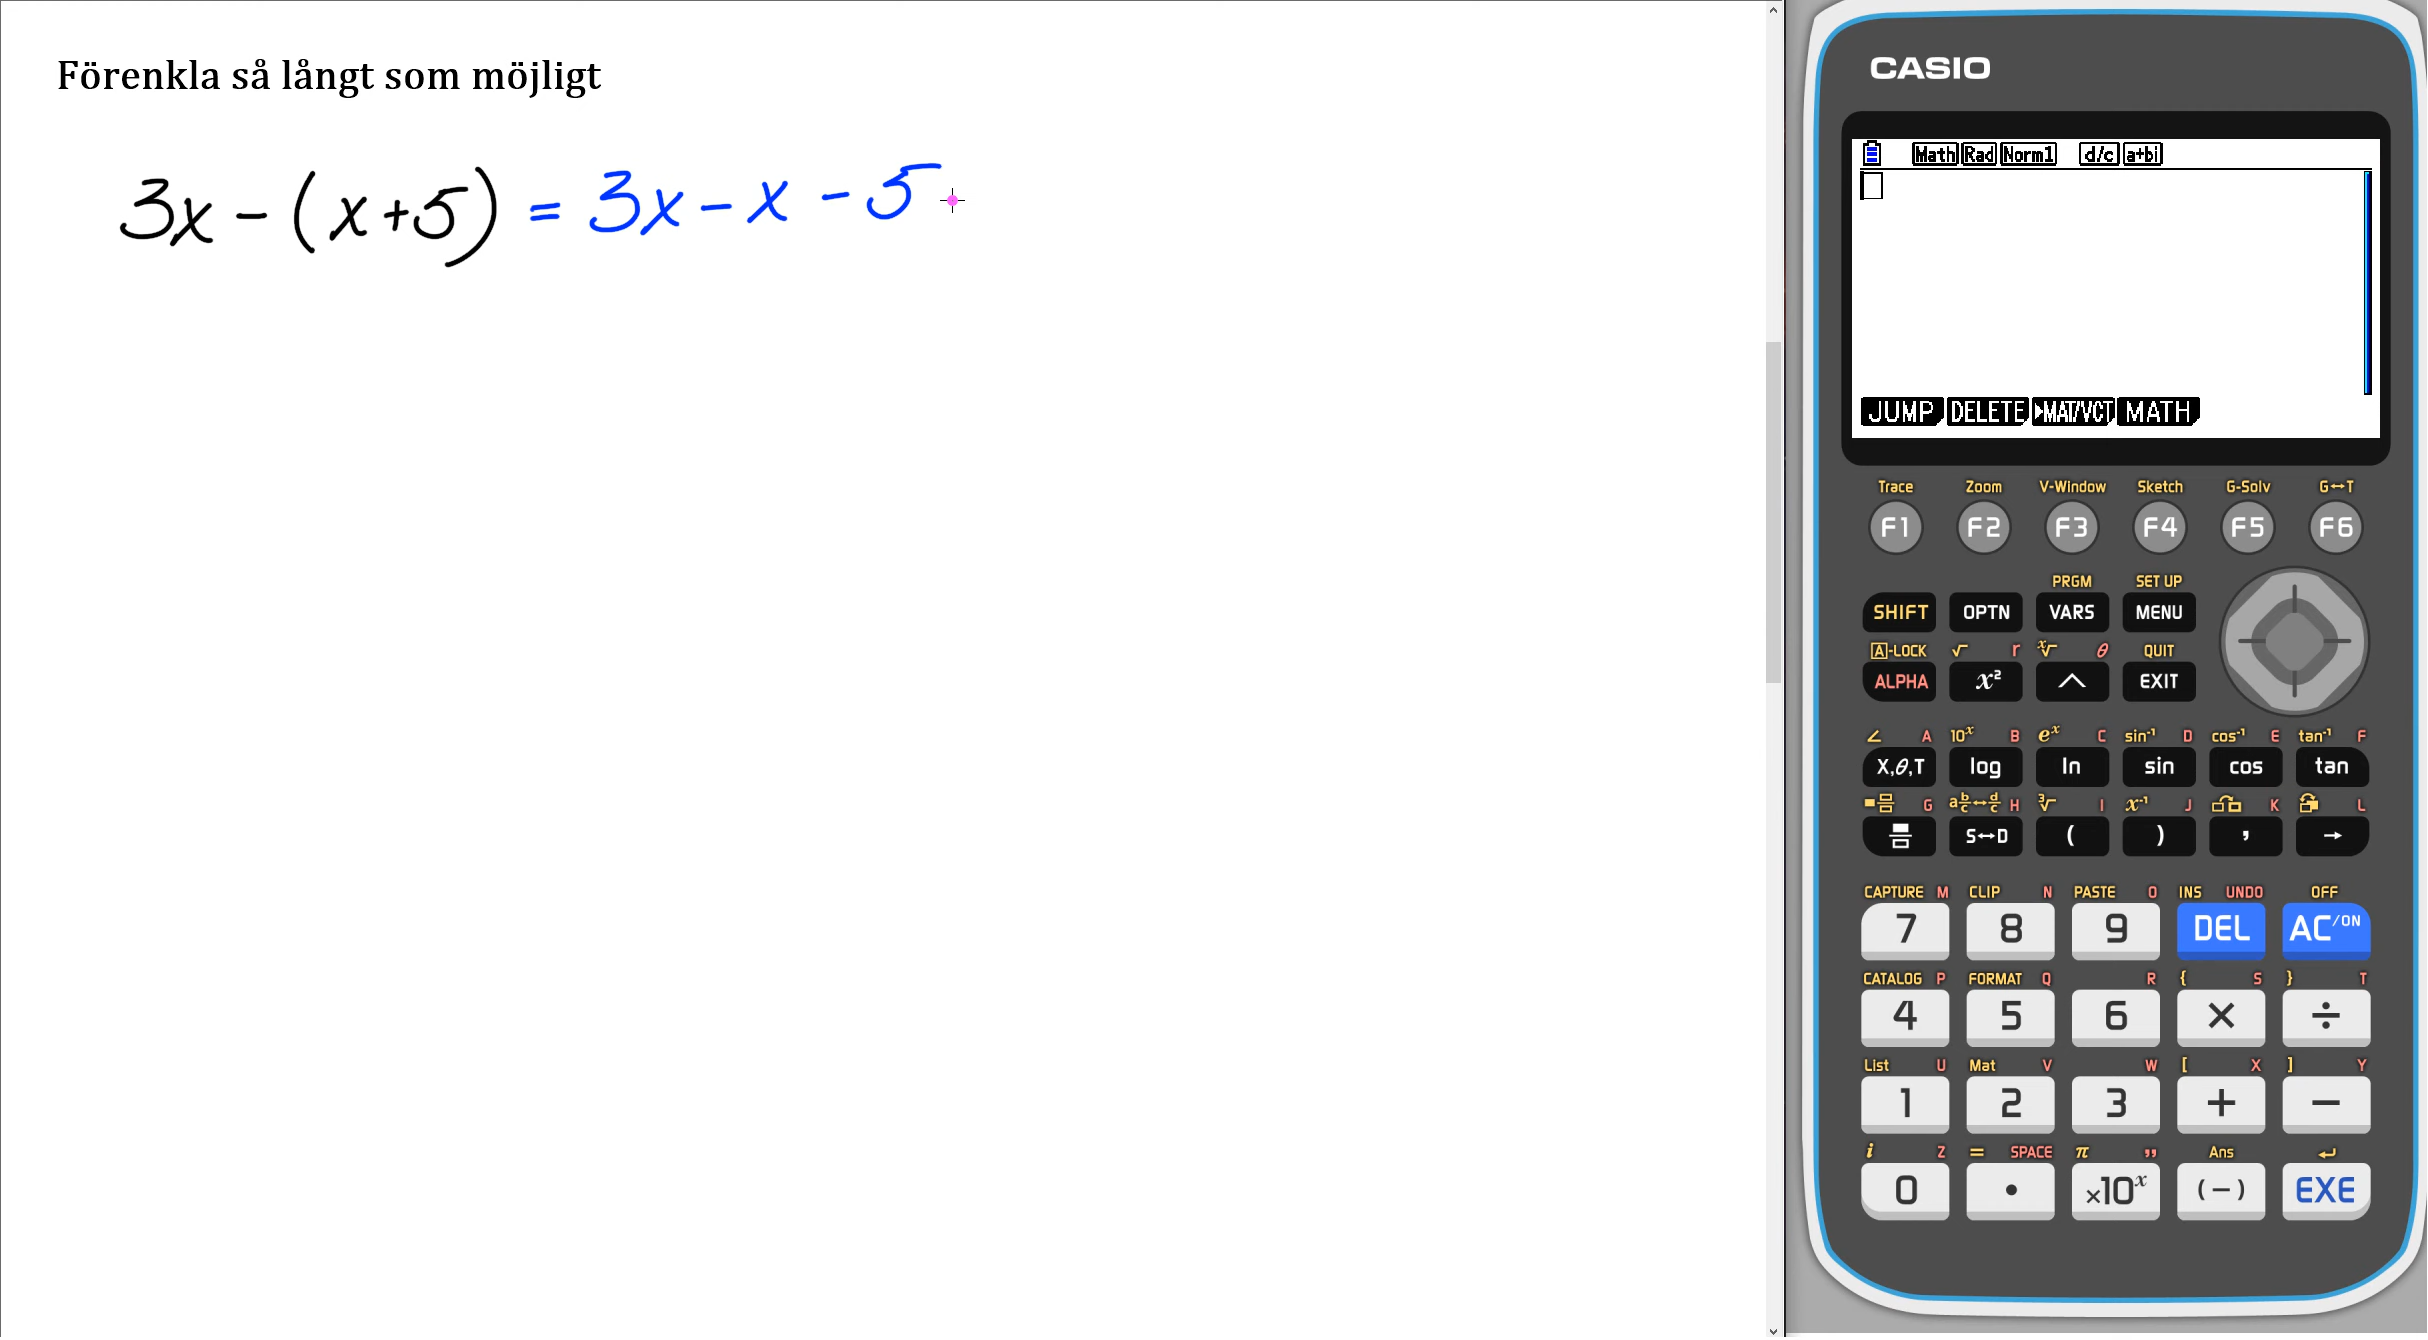 Förenkla så långt som möjligt
3x - (x+5) = 3x - x - 5
CASIO
Math Rad Norm1 d/c a+bi
JUMP DELETE ▶MAT/VCT MATH
Trace Zoom V-Window Sketch G-Solv G↔T
F1 F2 F3 F4 F5 F6
PRGM SET UP
SHIFT OPTN VARS MENU
A-LOCK √ r ˣ√ θ QUIT
ALPHA x² ^ EXIT
∠ A 10ˣ B eˣ C sin⁻¹ D cos⁻¹ E tan⁻¹ F
X,θ,T log ln sin cos tan
G a b/c↔d/c H ³√ I x⁻¹ J K L
S↔D ( ) , →
CAPTURE M CLIP N PASTE O INS UNDO OFF
7 8 9 DEL AC/ON
CATALOG P FORMAT Q R { S } T
4 5 6 × ÷
List U Mat V W [ X ] Y
1 2 3 + −
i Z = SPACE π " Ans ↵
0 • ×10ˣ (−) EXE